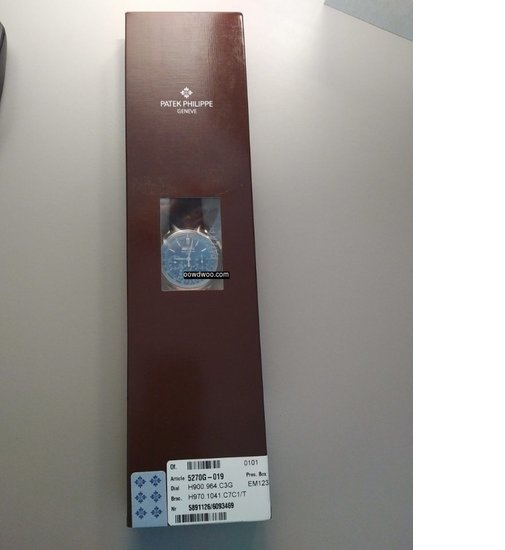 PATEK PHILIPPE
GENEVE
oowdwoo.com
Of. 0101
Article 5270G-019 Pres. Box
Dial H900.964.C3G EM123
Brac. H970.1041.C7C1/T
Nr 5891126/6093469